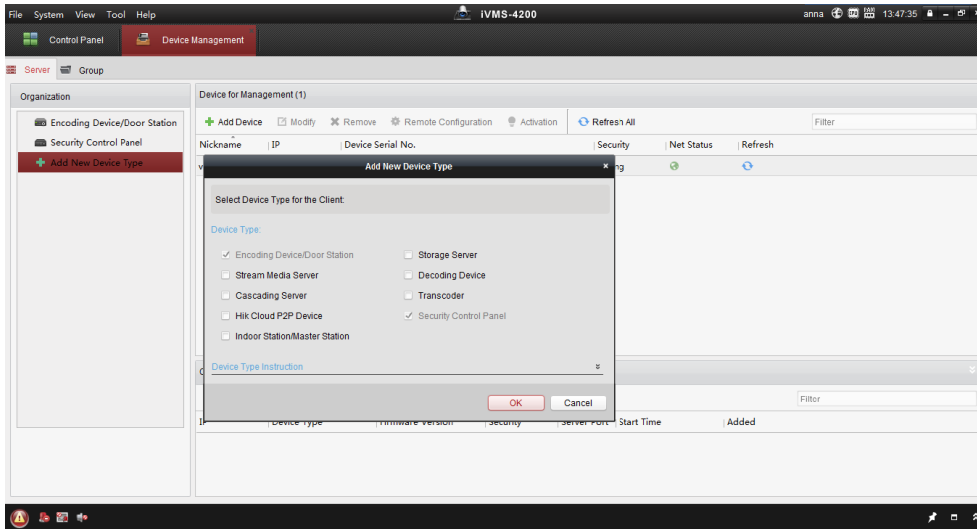 File System View Tool Help iVMS-4200 anna 13:47:35
Control Panel Device Management
Server Group
Organization
Encoding Device/Door Station
Security Control Panel
Add New Device Type
Device for Management (1)
Add Device Modify Remove Remote Configuration Activation Refresh All Filter
Nickname IP Device Serial No. Security Net Status Refresh
Add New Device Type
Select Device Type for the Client:
Device Type:
Encoding Device/Door Station Storage Server
Stream Media Server Decoding Device
Cascading Server Transcoder
Hik Cloud P2P Device Security Control Panel
Indoor Station/Master Station
Device Type Instruction
OK Cancel
Filter
IP Device Type Firmware Version Security Server Port Start Time Added